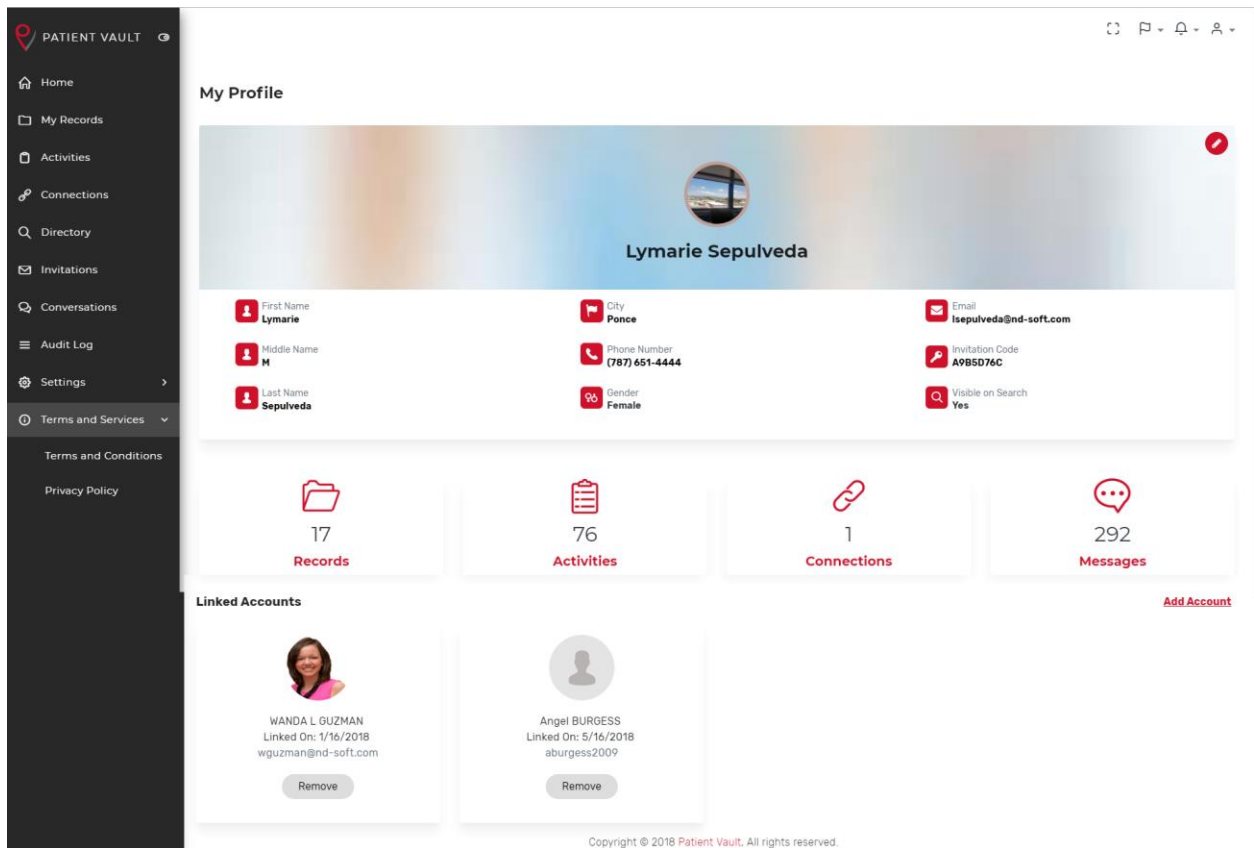 PATIENT VAULT
Home
My Records
Activities
Connections
Directory
Invitations
Conversations
Audit Log
Settings
Terms and Services
Terms and Conditions
Privacy Policy
My Profile
Lymarie Sepulveda
First Name
Lymarie
City
Ponce
Email
lsepulveda@nd-soft.com
Middle Name
M
Phone Number
(787) 651-4444
Invitation Code
A9B5D76C
Last Name
Sepulveda
Gender
Female
Visible on Search
Yes
17
Records
76
Activities
1
Connections
292
Messages
Linked Accounts
Add Account
WANDA L GUZMAN
Linked On: 1/16/2018
wguzman@nd-soft.com
Remove
Angel BURGESS
Linked On: 5/16/2018
aburgess2009
Remove
Copyright © 2018 Patient Vault. All rights reserved.